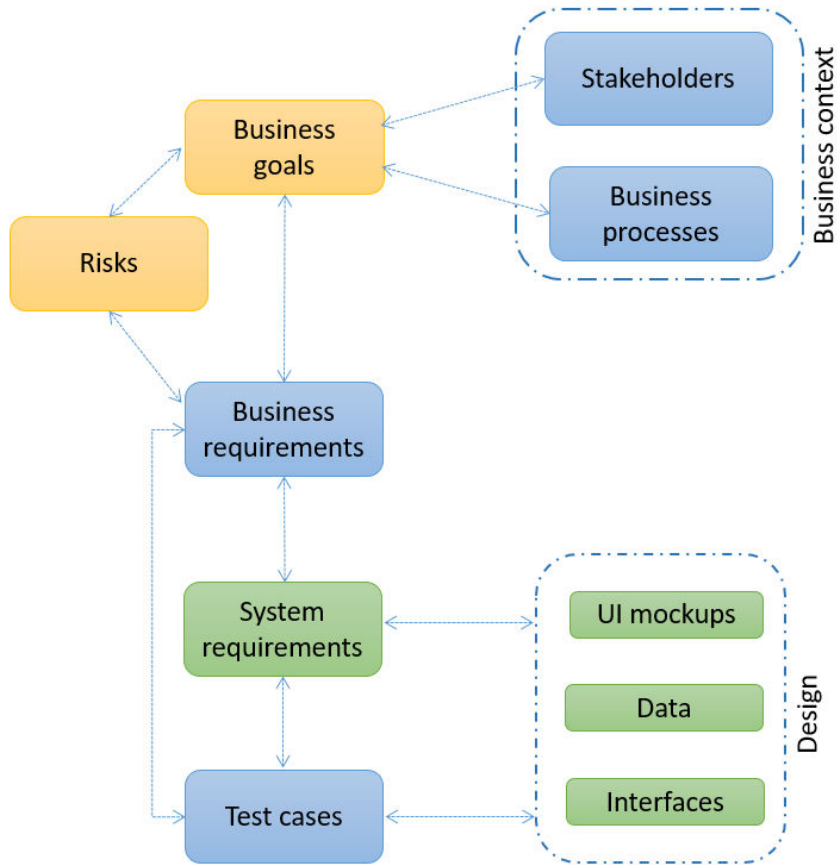 Stakeholders
Business context
Business
goals
Business
processes
Risks
Business
requirements
System
requirements
UI mockups
Data
Design
Interfaces
Test cases